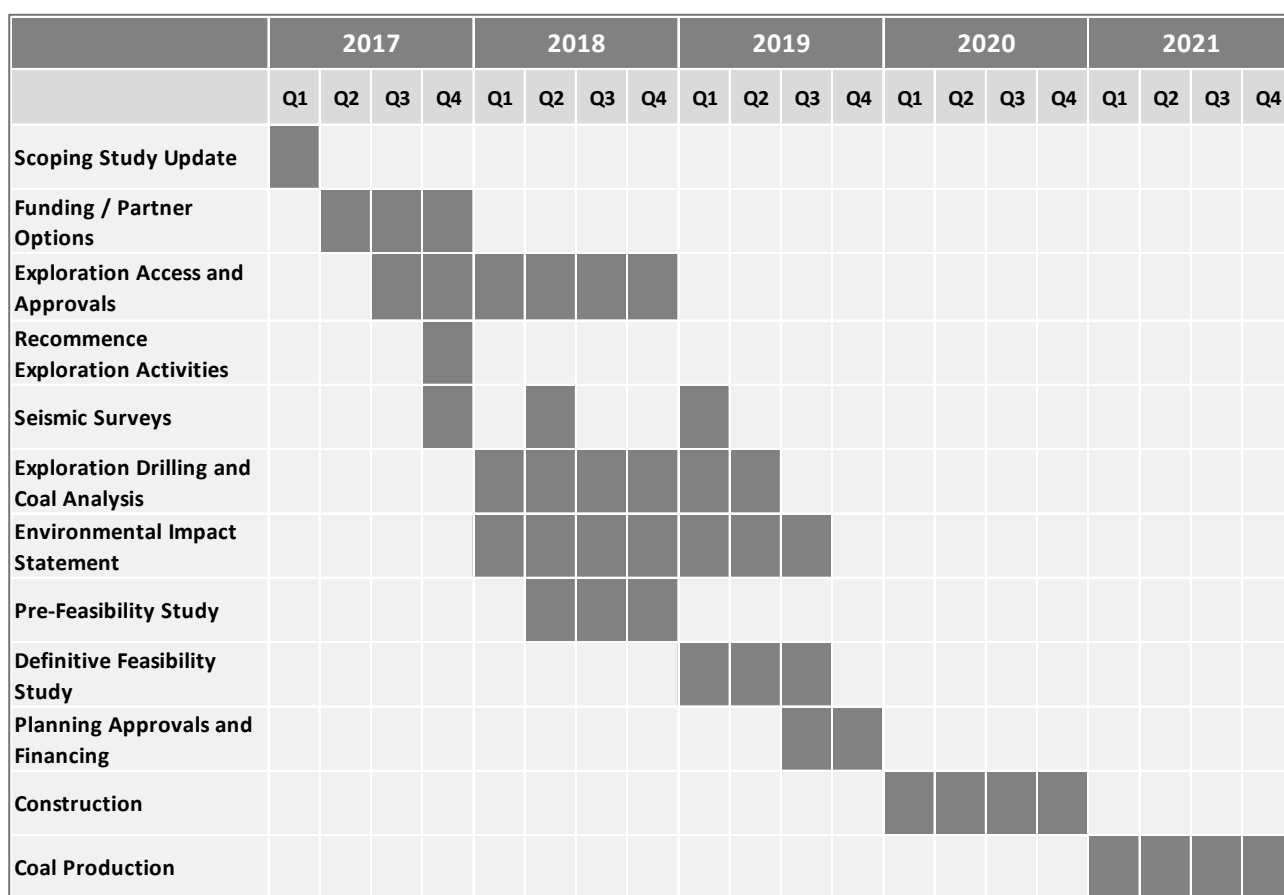 2017 2018 2019 2020 2021
Q1 Q2 Q3 Q4 Q1 Q2 Q3 Q4 Q1 Q2 Q3 Q4 Q1 Q2 Q3 Q4 Q1 Q2 Q3 Q4
Scoping Study Update
Funding / Partner
Options
Exploration Access and
Approvals
Recommence
Exploration Activities
Seismic Surveys
Exploration Drilling and
Coal Analysis
Environmental Impact
Statement
Pre-Feasibility Study
Definitive Feasibility
Study
Planning Approvals and
Financing
Construction
Coal Production